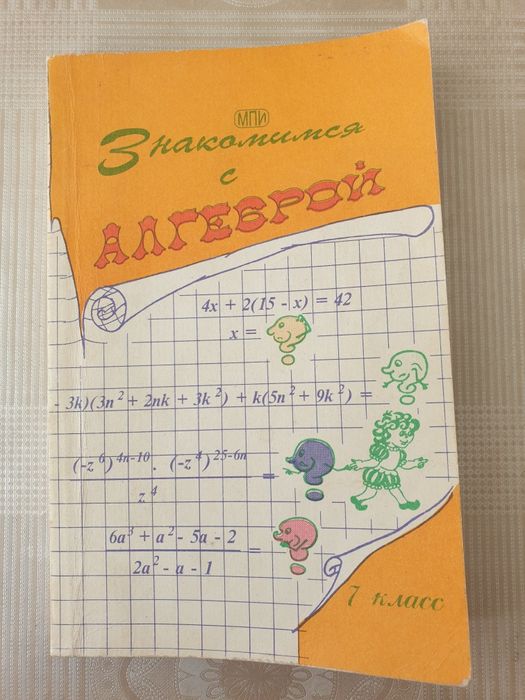 МПИ
Знакомимся
с
АЛГЕБРОЙ
4x + 2(15 - x) = 42
x =
- 3k)(3n² + 2nk + 3k²) + k(5n² + 9k²) =
(-z⁶)⁴ⁿ⁻¹⁰ · (-z⁴)²⁵⁻⁶ⁿ
z⁴
=
6a³ + a² - 5a - 2
2a² - a - 1
=
7 класс